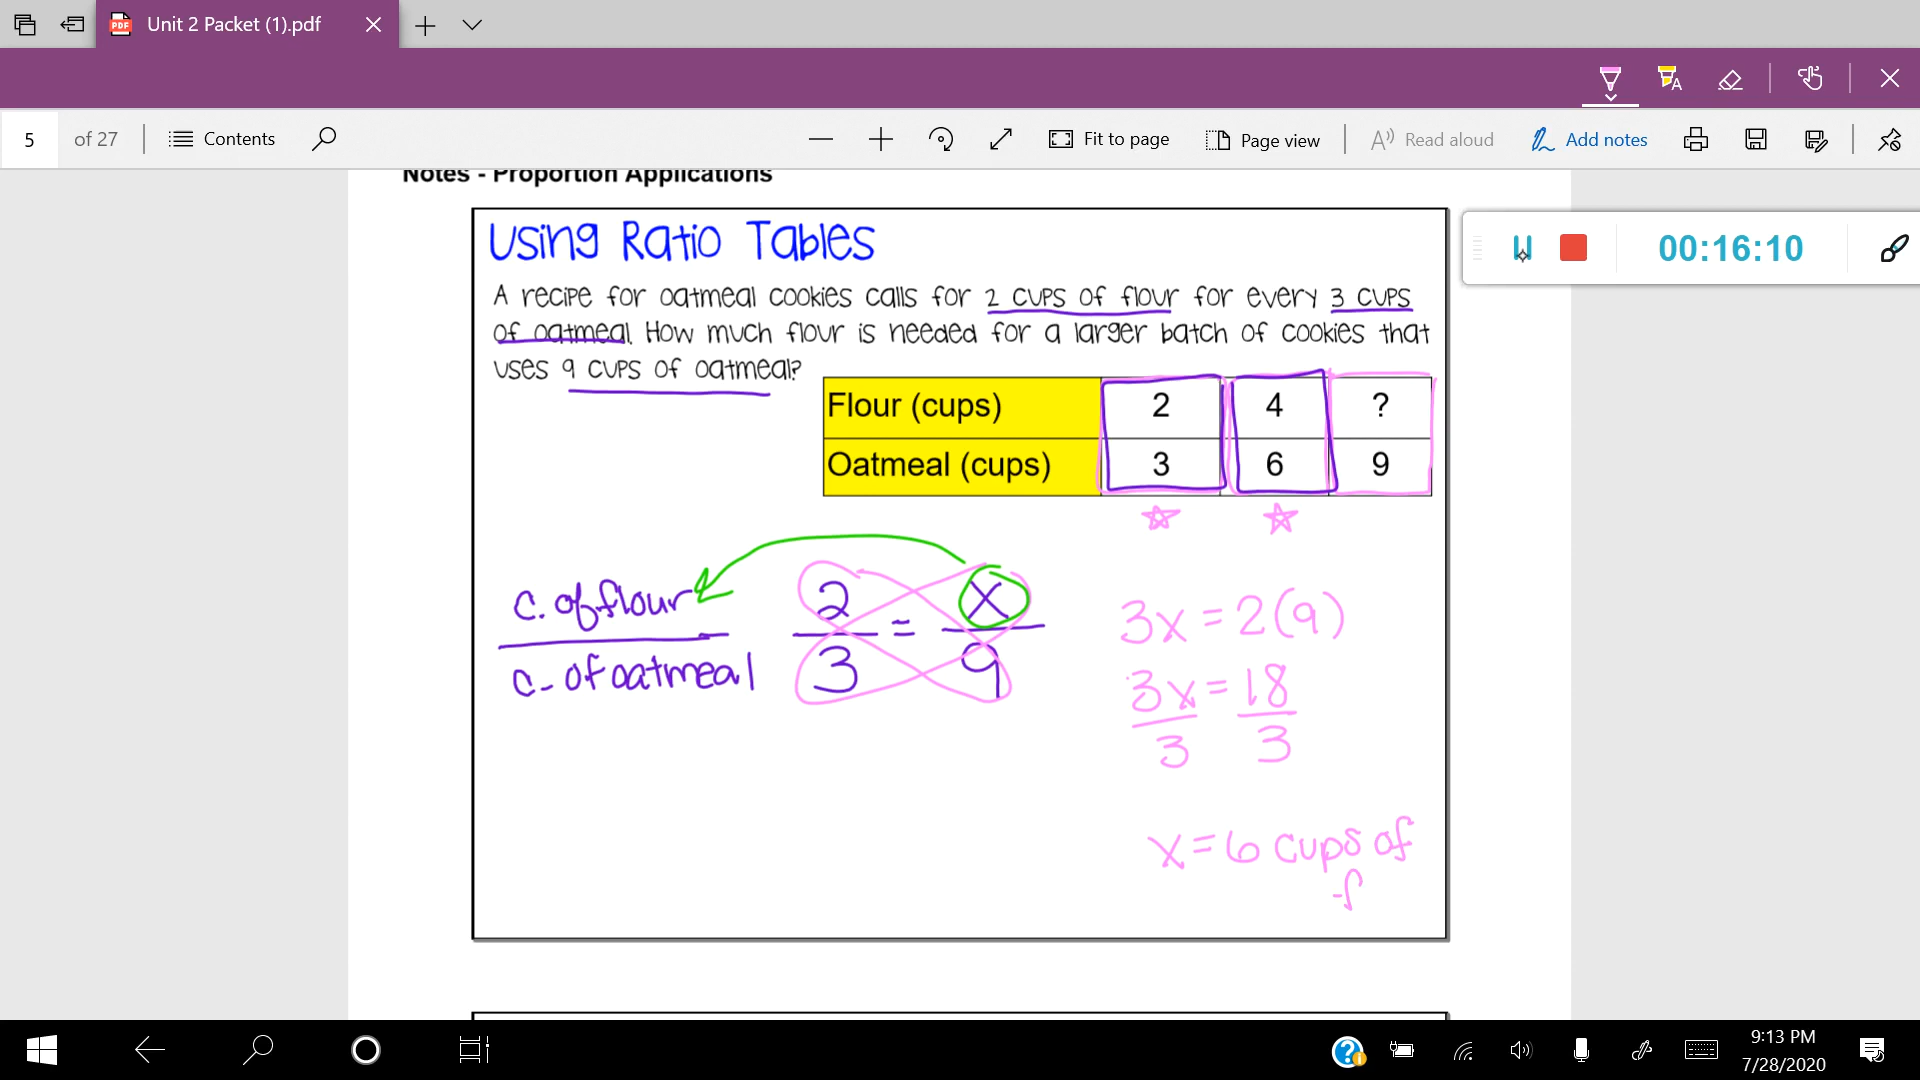 Unit 2 Packet (1).pdf
5 of 27 Contents Fit to page Page view Read aloud Add notes
Notes - Proportion Applications
Using Ratio Tables
00:16:10
A recipe for oatmeal cookies calls for 2 cups of flour for every 3 cups
of oatmeal. How much flour is needed for a larger batch of cookies that
uses 9 cups of oatmeal?
Flour (cups) 2 4 ?
Oatmeal (cups) 3 6 9
c. of flour 2 = x
c. of oatmeal 3 9
3x = 2(9)
3x = 18
3 3
x = 6 cups of
f
9:13 PM
7/28/2020